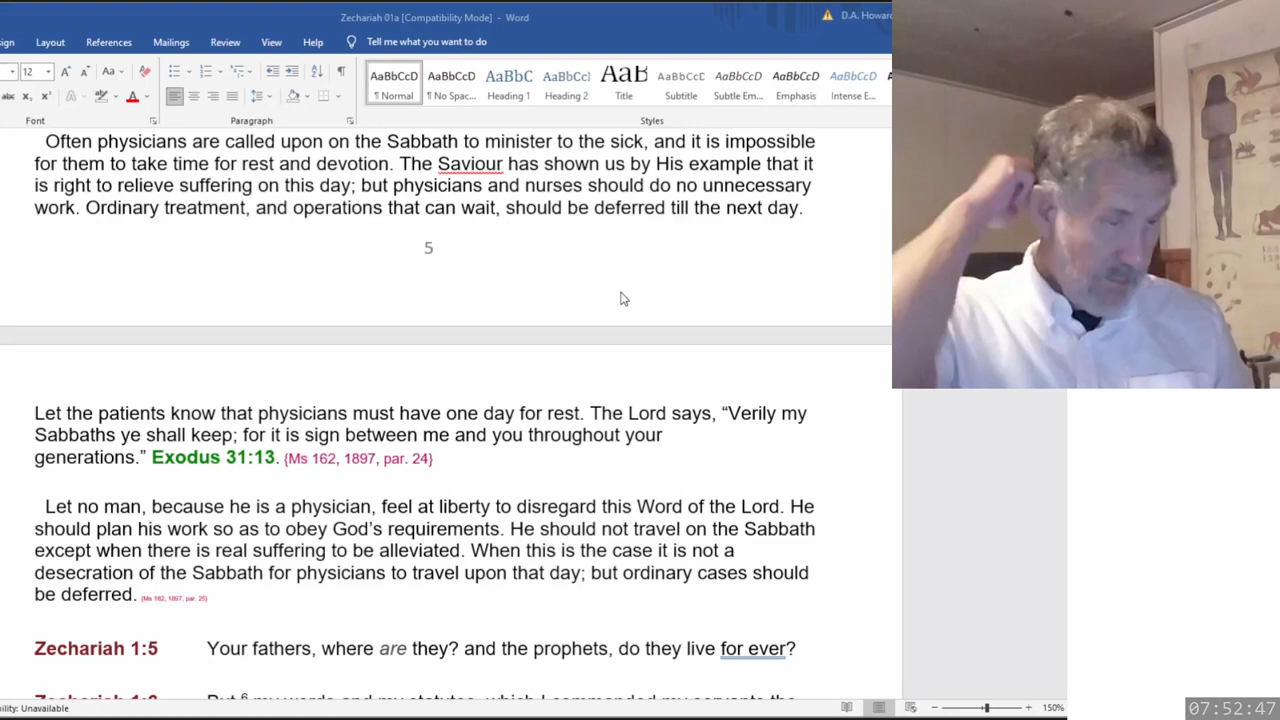 Zechariah 01a [Compatibility Mode] - Word
D.A. Howard
Layout References Mailings Review View Help Tell me what you want to do
12 Aa
AaBbCcD AaBbCcD AaBbC AaBbCcI AaB AaBbCcD AaBbCcD AaBbCcD AaBbCcD
¶ Normal ¶ No Spac... Heading 1 Heading 2 Title Subtitle Subtle Em... Emphasis Intense E...
Font Paragraph Styles
Often physicians are called upon on the Sabbath to minister to the sick, and it is impossible
for them to take time for rest and devotion. The Saviour has shown us by His example that it
is right to relieve suffering on this day; but physicians and nurses should do no unnecessary
work. Ordinary treatment, and operations that can wait, should be deferred till the next day.
5
Let the patients know that physicians must have one day for rest. The Lord says, “Verily my
Sabbaths ye shall keep; for it is sign between me and you throughout your
generations.” Exodus 31:13. {Ms 162, 1897, par. 24}
Let no man, because he is a physician, feel at liberty to disregard this Word of the Lord. He
should plan his work so as to obey God’s requirements. He should not travel on the Sabbath
except when there is real suffering to be alleviated. When this is the case it is not a
desecration of the Sabbath for physicians to travel upon that day; but ordinary cases should
be deferred. {Ms 162, 1897, par. 25}
Zechariah 1:5 Your fathers, where are they? and the prophets, do they live for ever?
Unavailable
150%
07:52:47